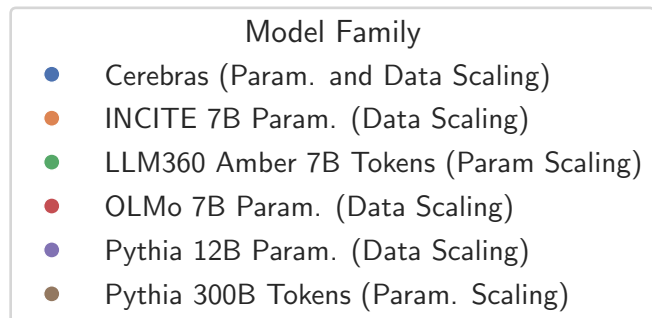 Model Family
Cerebras (Param. and Data Scaling)
INCITE 7B Param. (Data Scaling)
LLM360 Amber 7B Tokens (Param Scaling)
OLMo 7B Param. (Data Scaling)
Pythia 12B Param. (Data Scaling)
Pythia 300B Tokens (Param. Scaling)